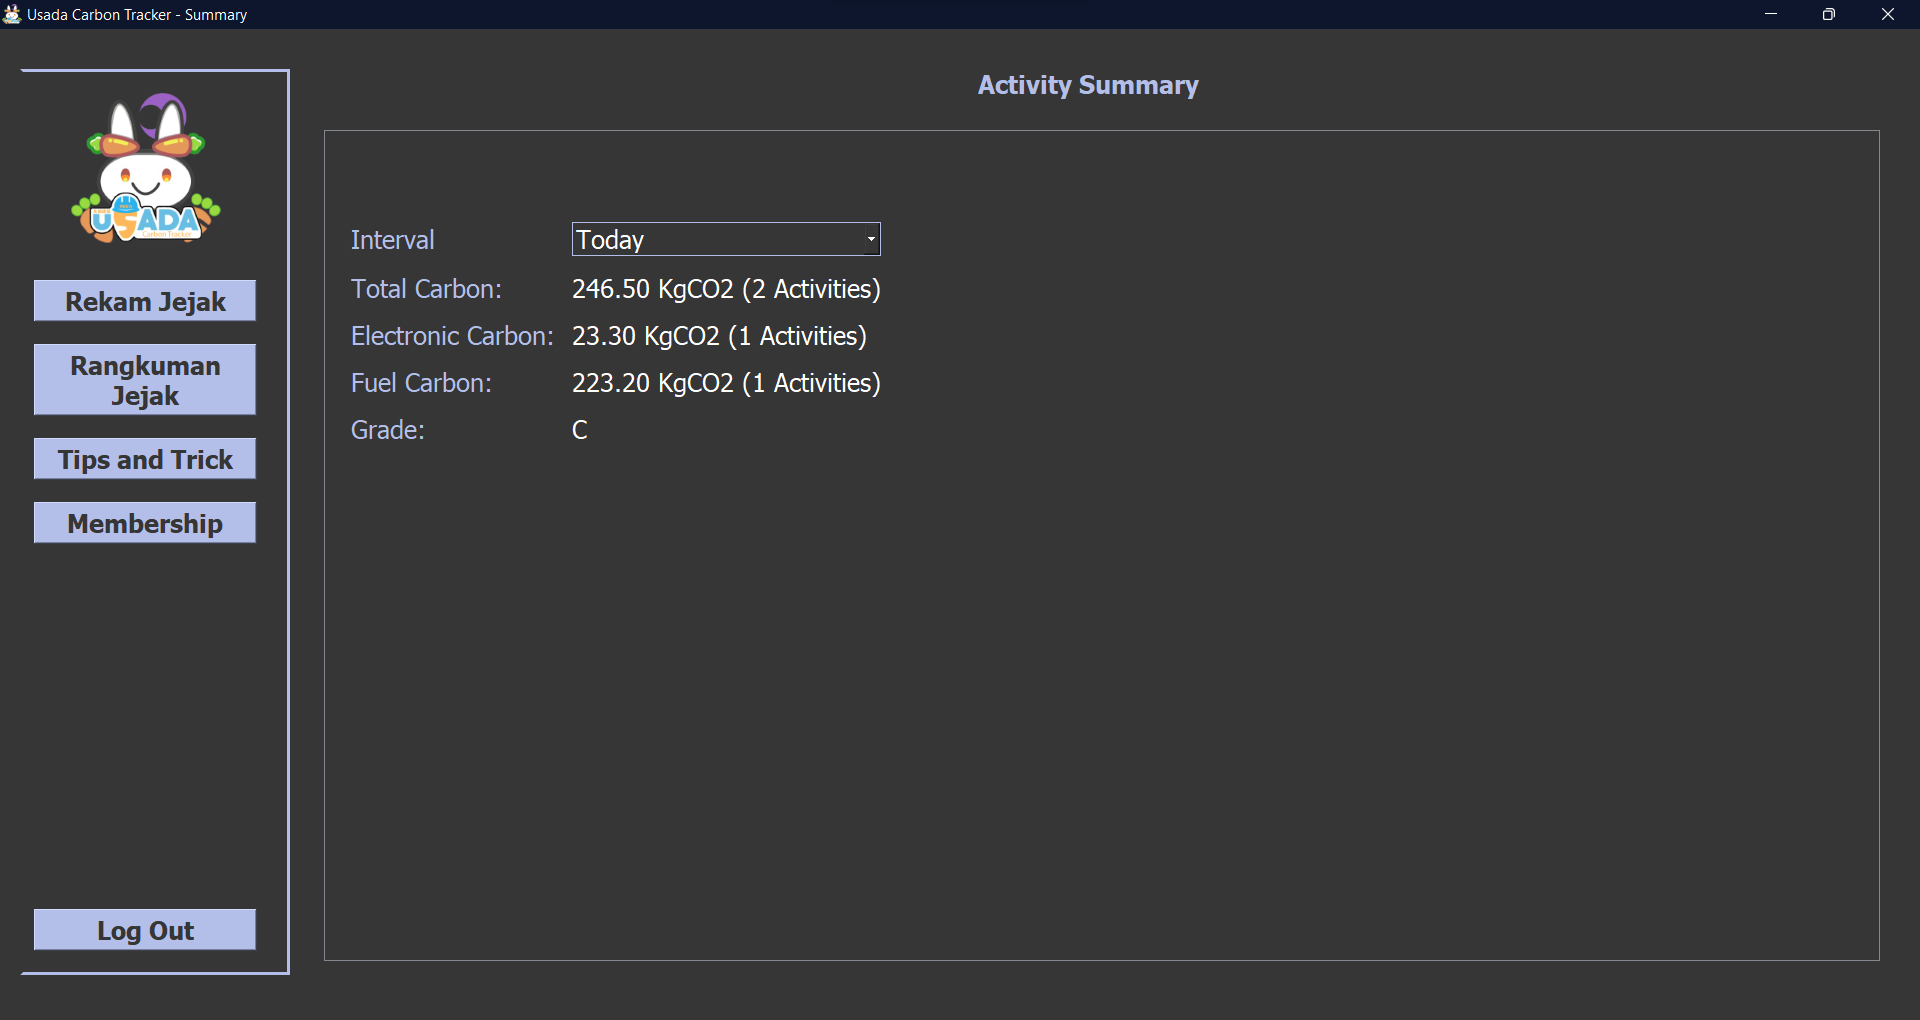 Usada Carbon Tracker - Summary
Activity Summary
USADA
Carbon Tracker
Rekam Jejak
Rangkuman
Jejak
Tips and Trick
Membership
Log Out
Interval Today
Total Carbon: 246.50 KgCO2 (2 Activities)
Electronic Carbon: 23.30 KgCO2 (1 Activities)
Fuel Carbon: 223.20 KgCO2 (1 Activities)
Grade: C